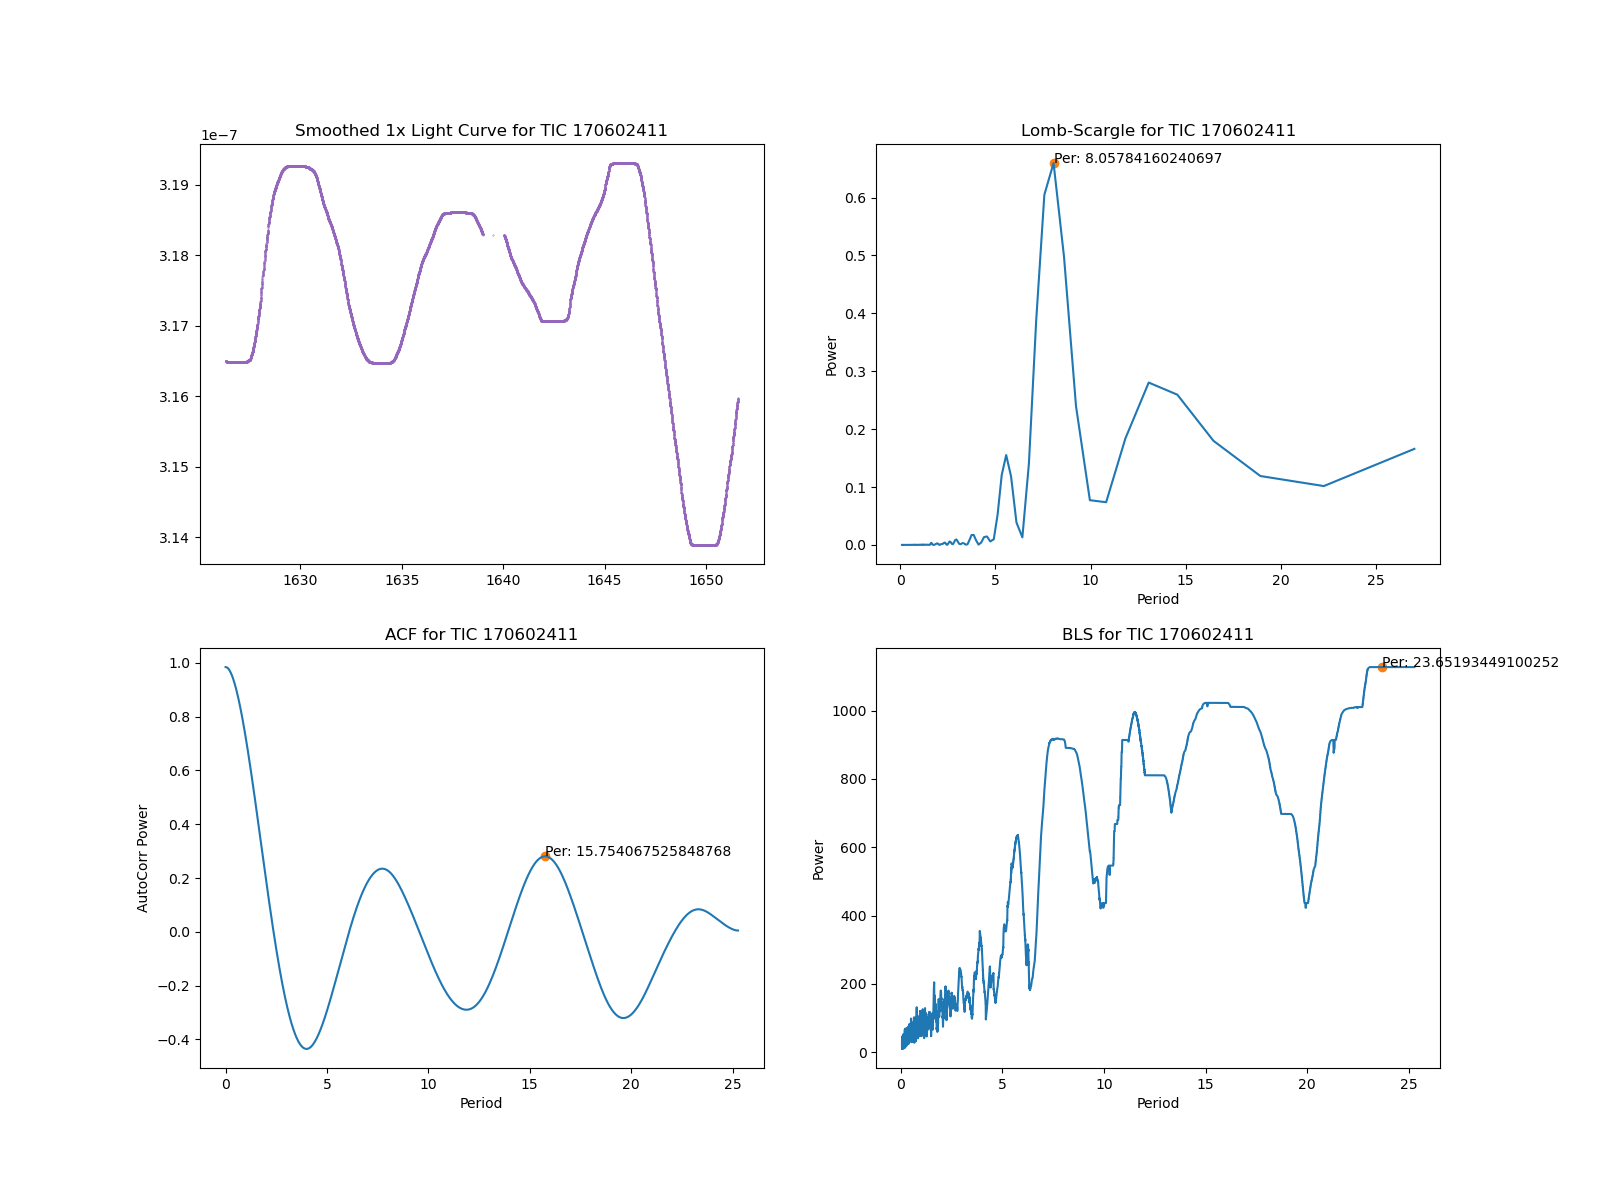 Smoothed 1x Light Curve for TIC 170602411
1e−7
3.19
3.18
3.17
3.16
3.15
3.14
1630 1635 1640 1645 1650
Lomb-Scargle for TIC 170602411
Per: 8.05784160240697
Power
0.6
0.5
0.4
0.3
0.2
0.1
0.0
0 5 10 15 20 25
Period
ACF for TIC 170602411
Per: 15.754067525848768
AutoCorr Power
1.0
0.8
0.6
0.4
0.2
0.0
−0.2
−0.4
0 5 10 15 20 25
Period
BLS for TIC 170602411
Per: 23.65193449100252
Power
1000
800
600
400
200
0
0 5 10 15 20 25
Period